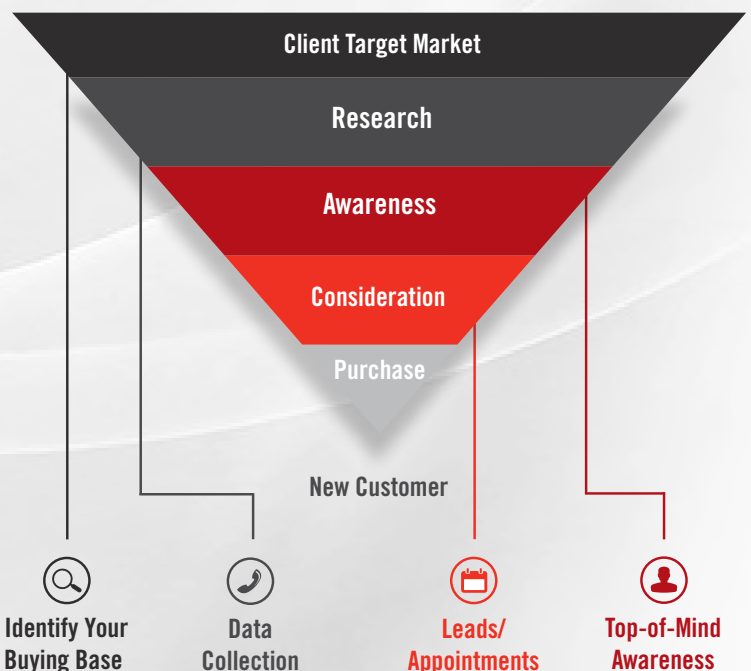 Client Target Market
Research
Awareness
Consideration
Purchase
New Customer
Identify Your
Buying Base
Data
Collection
Leads/
Appointments
Top-of-Mind
Awareness